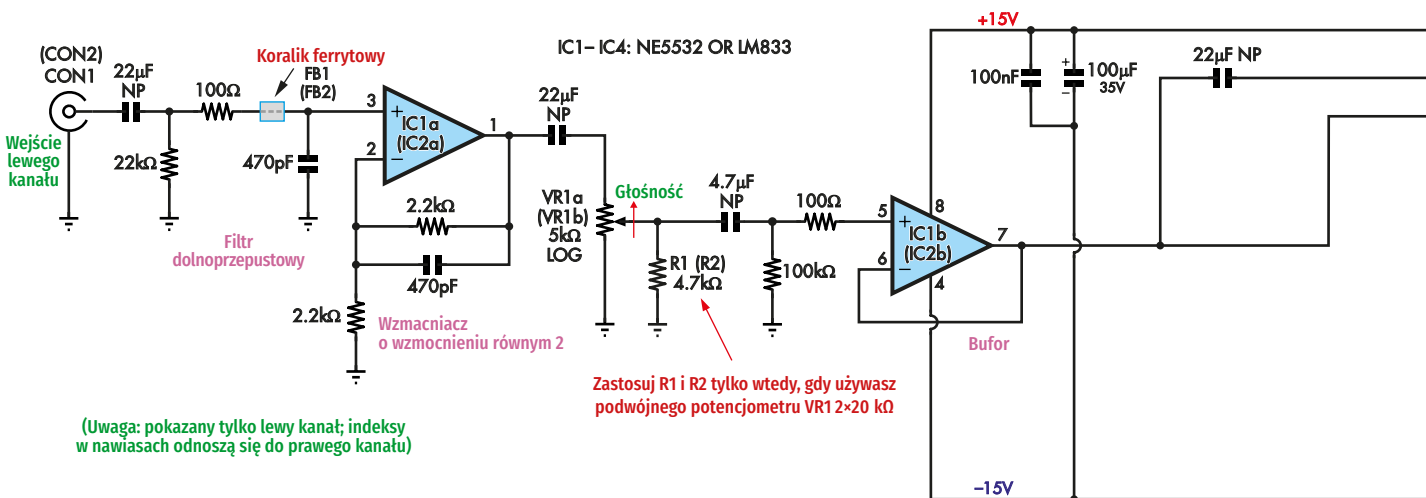 (CON2)
CON1
Wejście
lewego
kanału
22µF
NP
22kΩ
100Ω
Koralik ferrytowy
FB1
(FB2)
470pF
Filtr
dolnoprzepustowy
IC1– IC4: NE5532 OR LM833
3
+
2
–
IC1a
(IC2a)
1
2.2kΩ
470pF
2.2kΩ
Wzmacniacz
o wzmocnieniu równym 2
22µF
NP
VR1a
(VR1b)
5kΩ
LOG
Głośność
R1 (R2)
4.7kΩ
4.7µF
NP
100kΩ
100Ω
5
+
6
–
IC1b
(IC2b)
8
7
4
Bufor
+15V
100nF
+
100µF
35V
–
22µF NP
–15V
Zastosuj R1 i R2 tylko wtedy, gdy używasz
podwójnego potencjometru VR1 2×20 kΩ
(Uwaga: pokazany tylko lewy kanał; indeksy
w nawiasach odnoszą się do prawego kanału)